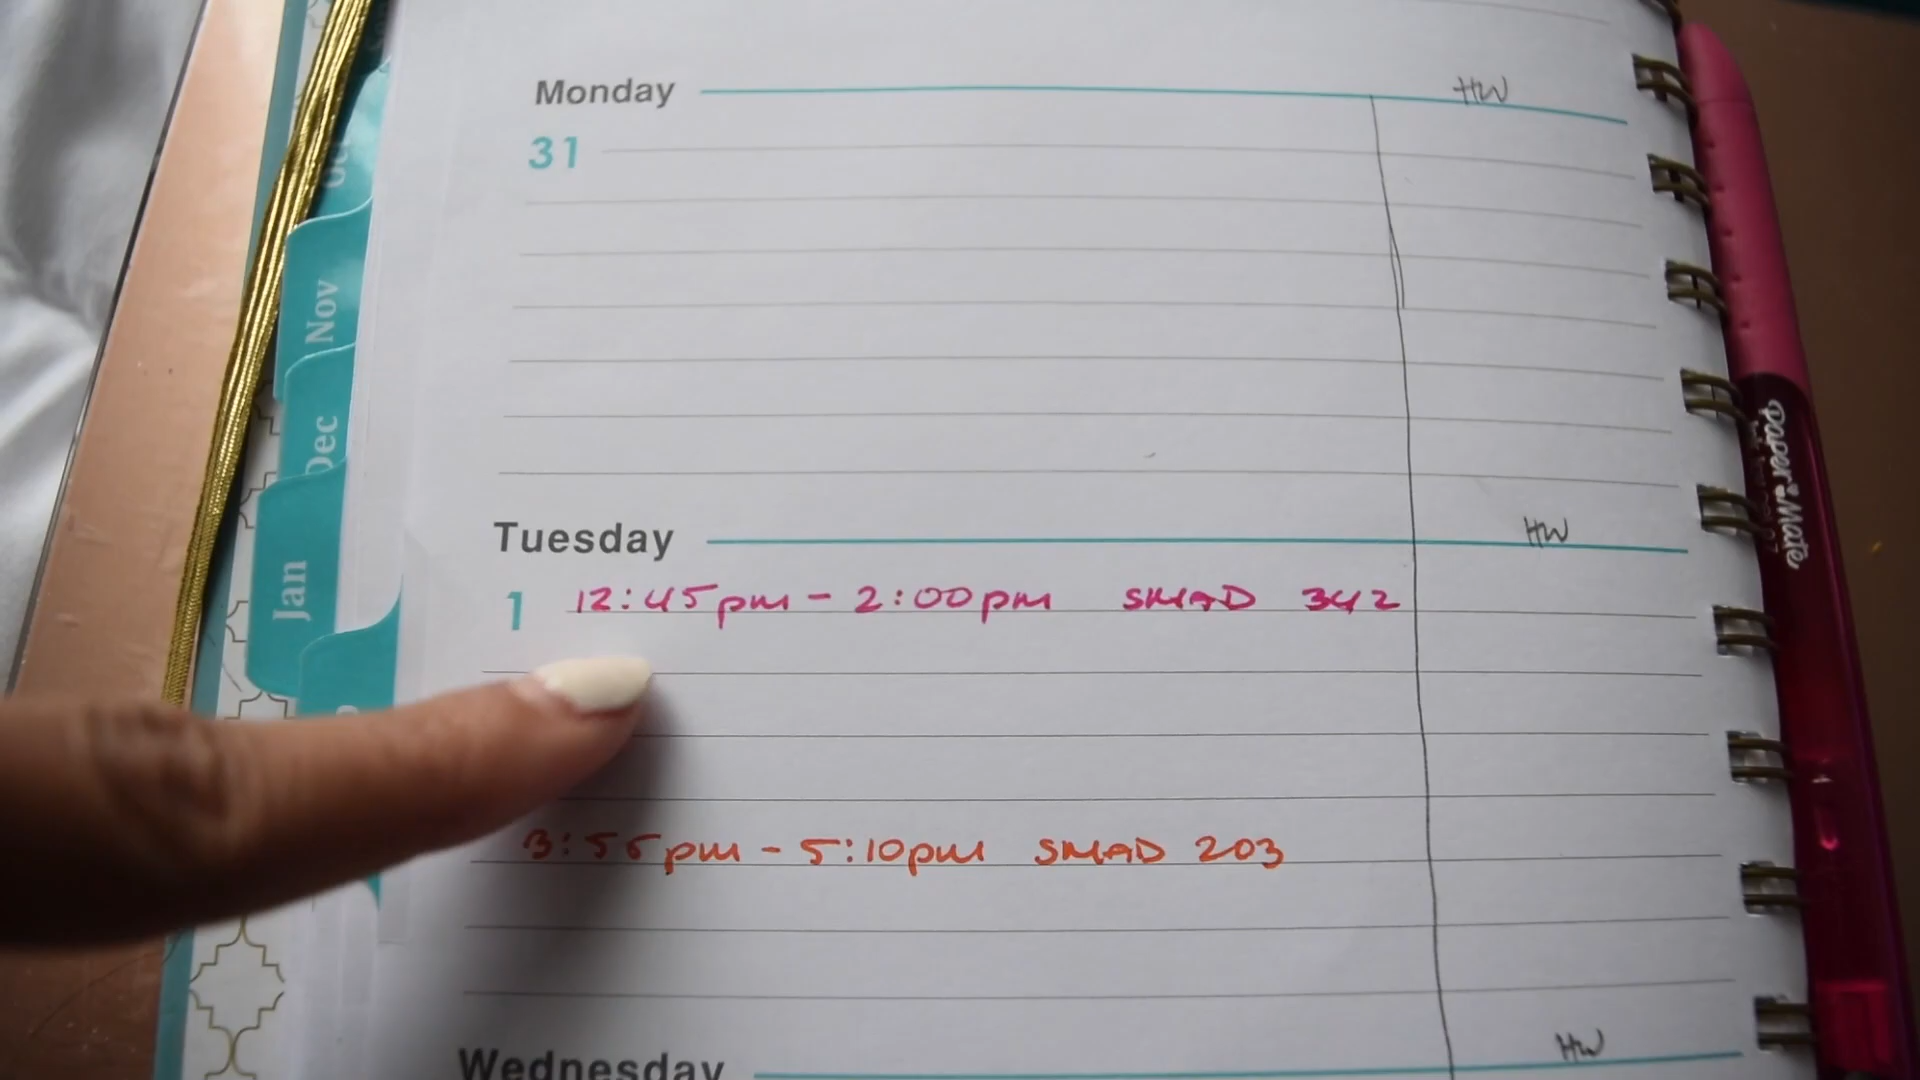 Monday HW
31
Tuesday HW
1 12:45pm - 2:00pm SMAD 342
3:55pm - 5:10pm SMAD 203
Wednesday HW
Nov
Dec
Jan
Paper Mate